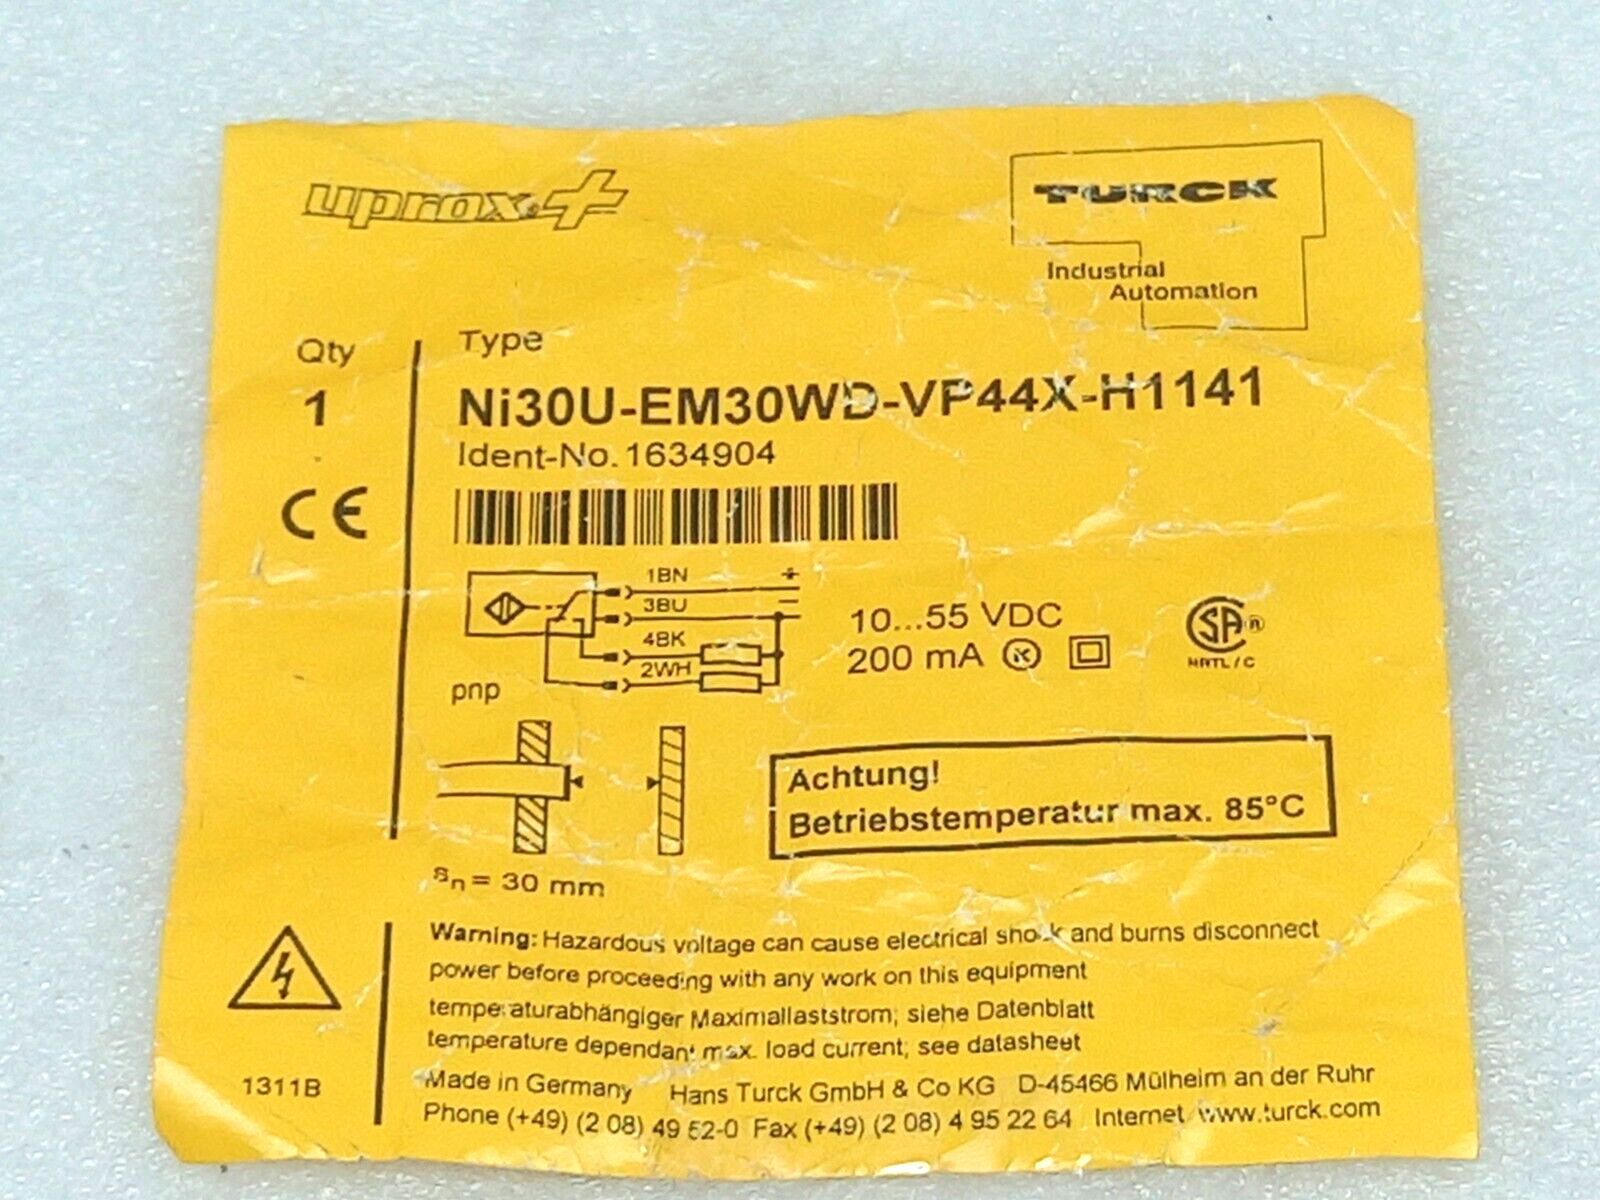 uprox+
TURCK
Industrial
Automation
Qty
1
Type
Ni30U-EM30WD-VP44X-H1141
Ident-No. 1634904
CE
1BN +
3BU –
4BK
2WH
pnp
10...55 VDC
200 mA K
SA ®
NRTL / C
Achtung!
Betriebstemperatur max. 85°C
sn = 30 mm
Warning: Hazardous voltage can cause electrical shock and burns disconnect
power before proceeding with any work on this equipment
temperaturabhängiger Maximallaststrom; siehe Datenblatt
temperature dependant max. load current; see datasheet
1311B
Made in Germany Hans Turck GmbH & Co KG D-45466 Mülheim an der Ruhr
Phone (+49) (2 08) 49 52-0 Fax (+49) (2 08) 4 95 22 64 Internet www.turck.com